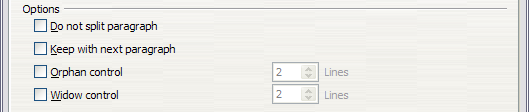 Options
Do not split paragraph
Keep with next paragraph
Orphan control 2 Lines
Widow control 2 Lines